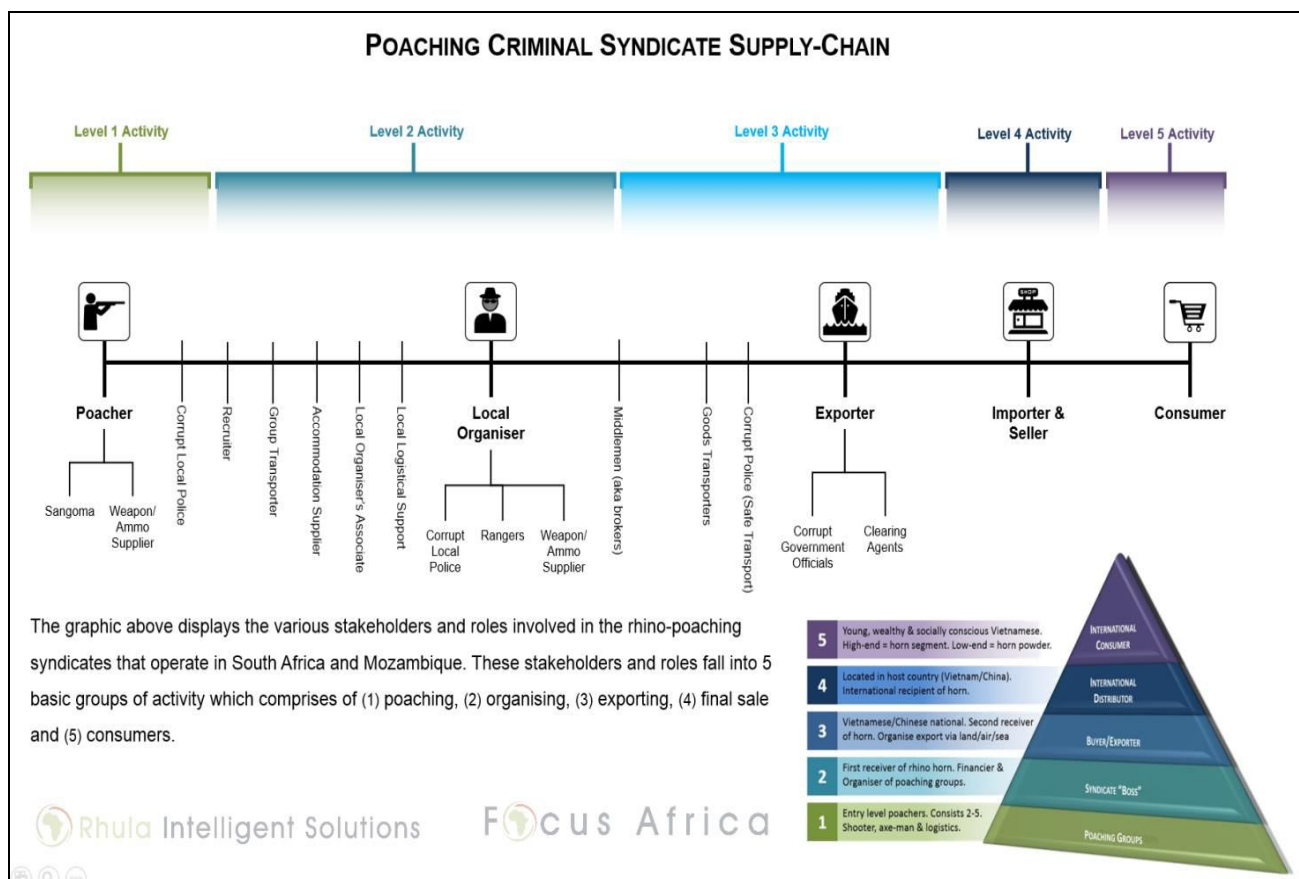 POACHING CRIMINAL SYNDICATE SUPPLY-CHAIN
Level 1 Activity
Level 2 Activity
Level 3 Activity
Level 4 Activity
Level 5 Activity
SHOP
Poacher
Sangoma
Weapon/
Ammo
Supplier
Corrupt Local Police
Recruiter
Group Transporter
Accommodation Supplier
Local Organiser's Associate
Local Logistical Support
Local
Organiser
Corrupt
Local
Police
Rangers
Weapon/
Ammo
Supplier
Middlemen (aka brokers)
Goods Transporters
Corrupt Police (Safe Transport)
Exporter
Corrupt
Government
Officials
Clearing
Agents
Importer &
Seller
Consumer
The graphic above displays the various stakeholders and roles involved in the rhino-poaching
syndicates that operate in South Africa and Mozambique. These stakeholders and roles fall into 5
basic groups of activity which comprises of (1) poaching, (2) organising, (3) exporting, (4) final sale
and (5) consumers.
5
Young, wealthy & socially conscious Vietnamese.
High-end = horn segment. Low-end = horn powder.
INTERNATIONAL
CONSUMER
4
Located in host country (Vietnam/China).
International recipient of horn.
INTERNATIONAL
DISTRIBUTOR
3
Vietnamese/Chinese national. Second receiver
of horn. Organise export via land/air/sea
BUYER/EXPORTER
2
First receiver of rhino horn. Financier &
Organiser of poaching groups.
SYNDICATE "BOSS"
1
Entry level poachers. Consists 2-5.
Shooter, axe-man & logistics.
POACHING GROUPS
Rhula Intelligent Solutions
Focus Africa